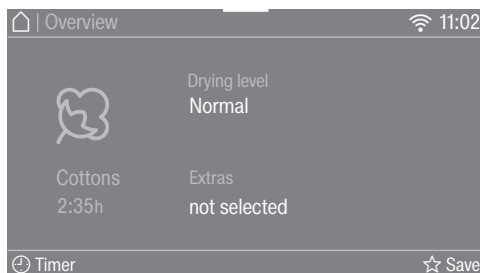 | Overview
11:02
Drying level
Normal
Cottons
2:35h
Extras
not selected
Timer
Save